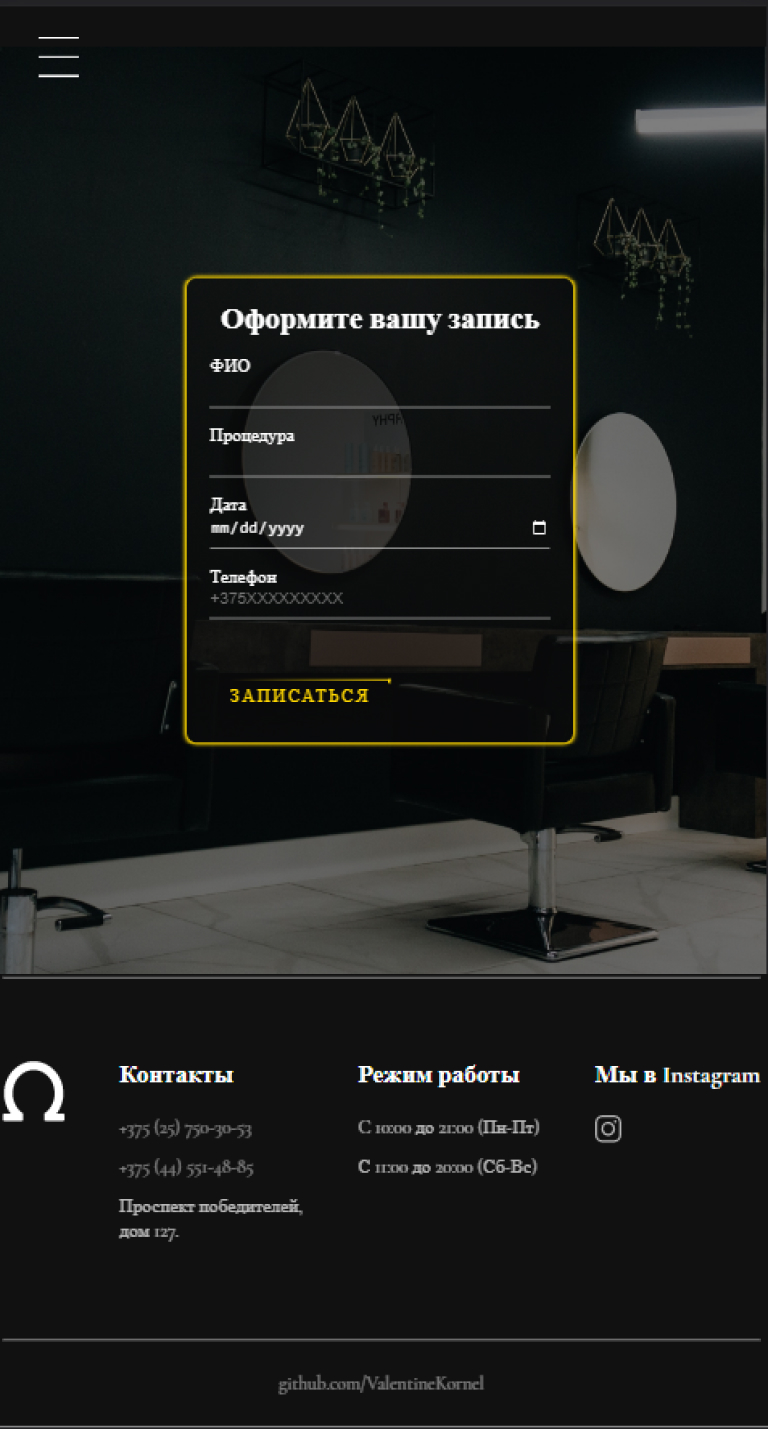 Оформите вашу запись
ФИО
Процедура
Дата
mm/dd/yyyy
Телефон
+375XXXXXXXXX
ЗАПИСАТЬСЯ
Ω
Контакты
+375 (25) 750-30-53
+375 (44) 551-48-85
Проспект победителей,
дом 127.
Режим работы
С 10:00 до 21:00 (Пн-Пт)
С 11:00 до 20:00 (Сб-Вс)
Мы в Instagram
github.com/ValentineKornel